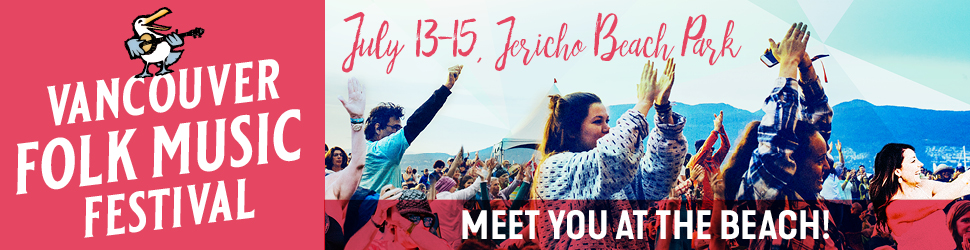 VANCOUVER
FOLK MUSIC
FESTIVAL
July 13-15, Jericho Beach Park
MEET YOU AT THE BEACH!